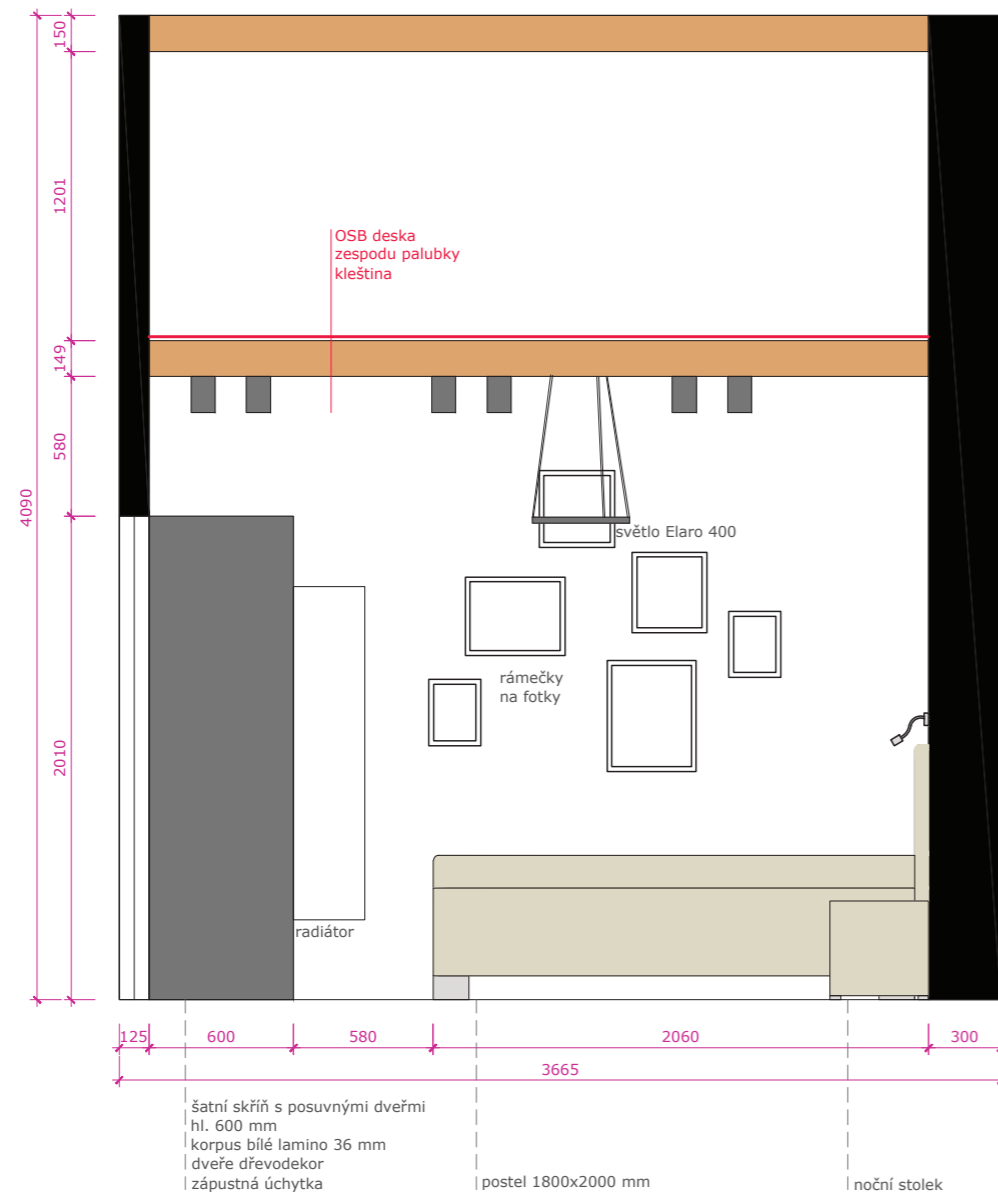 150
1201
OSB deska
zespodu palubky
kleština
149
580
4090
světlo Elaro 400
rámečky
na fotky
2010
radiátor
125
600
580
2060
300
3665
šatní skříň s posuvnými dveřmi
hl. 600 mm
korpus bílé lamino 36 mm
dveře dřevodekor
zápustná úchytka
postel 1800x2000 mm
noční stolek